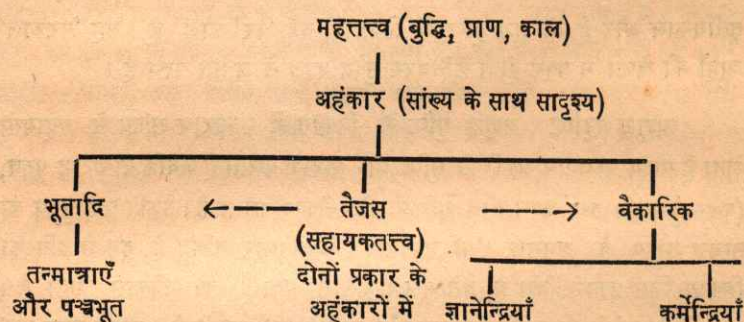 महत्तत्त्व (बुद्धि, प्राण, काल)
अहंकार (सांख्य के साथ सादृश्य)
भूतादि
तैजस
वैकारिक
(सहायकतत्त्व)
तन्मात्राएँ
और पञ्चभूत
दोनों प्रकार के
अहंकारों में
ज्ञानेन्द्रियाँ
कर्मेन्द्रियाँ